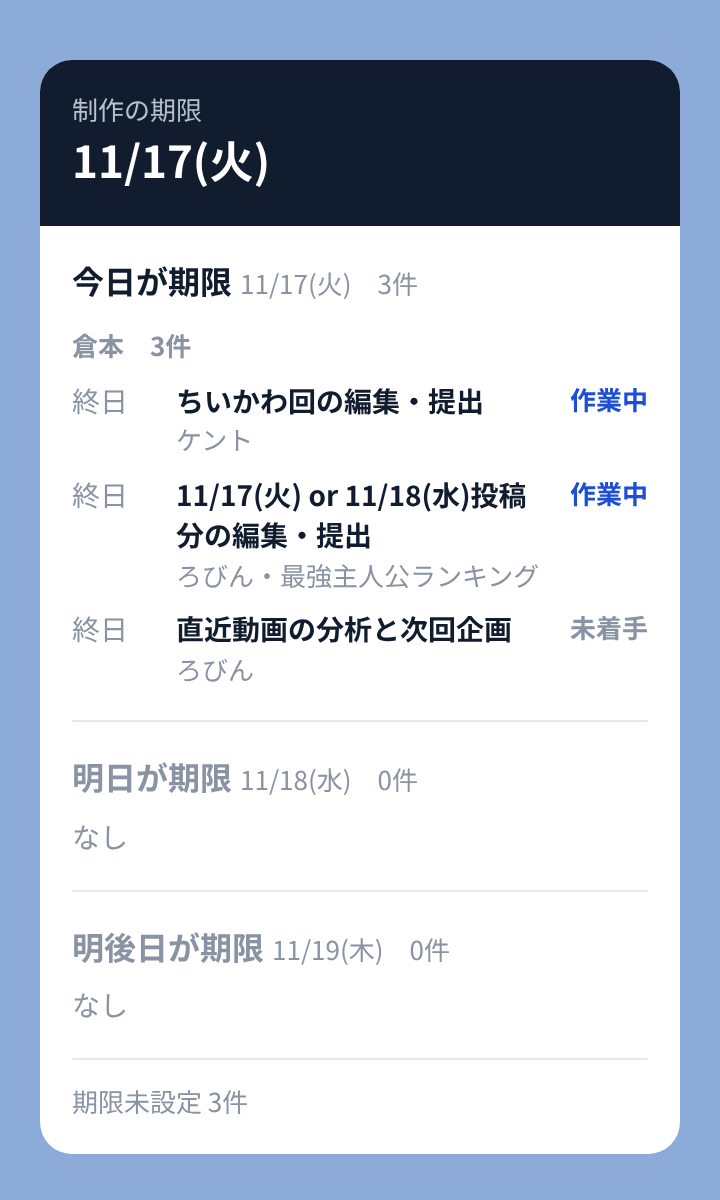 制作の期限
11/17(火)
今日が期限 11/17(火) 3件
倉本 3件
終日 ちいかわ回の編集・提出 作業中
ケント
終日 11/17(火) or 11/18(水)投稿 作業中
分の編集・提出
ろびん・最強主人公ランキング
終日 直近動画の分析と次回企画 未着手
ろびん
明日が期限 11/18(水) 0件
なし
明後日が期限 11/19(木) 0件
なし
期限未設定 3件